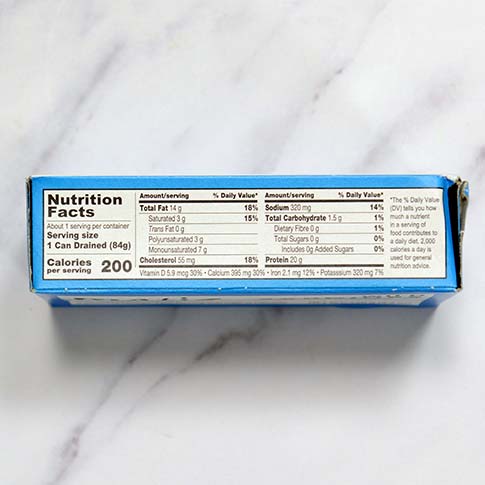 Nutrition
Facts
About 1 serving per container
Serving size
1 Can Drained (84g)
Calories
per serving 200
Amount/serving % Daily Value*
Total Fat 14 g 18%
Saturated 3 g 15%
Trans Fat 0 g
Polyunsaturated 3 g
Monounsaturated 7 g
Cholesterol 55 mg 18%
Amount/serving % Daily Value*
Sodium 320 mg 14%
Total Carbohydrate 1.5 g 1%
Dietary Fibre 0 g 1%
Total Sugars 0 g 0%
Includes 0g Added Sugars 0%
Protein 20 g
Vitamin D 5.9 mcg 30% • Calcium 395 mg 30% • Iron 2.1 mg 12% • Potasssium 320 mg 7%
*The % Daily Value
(DV) tells you how
much a nutrient
in a serving of
food contributes to
a daily diet. 2,000
calories a day is
used for general
nutrition advice.